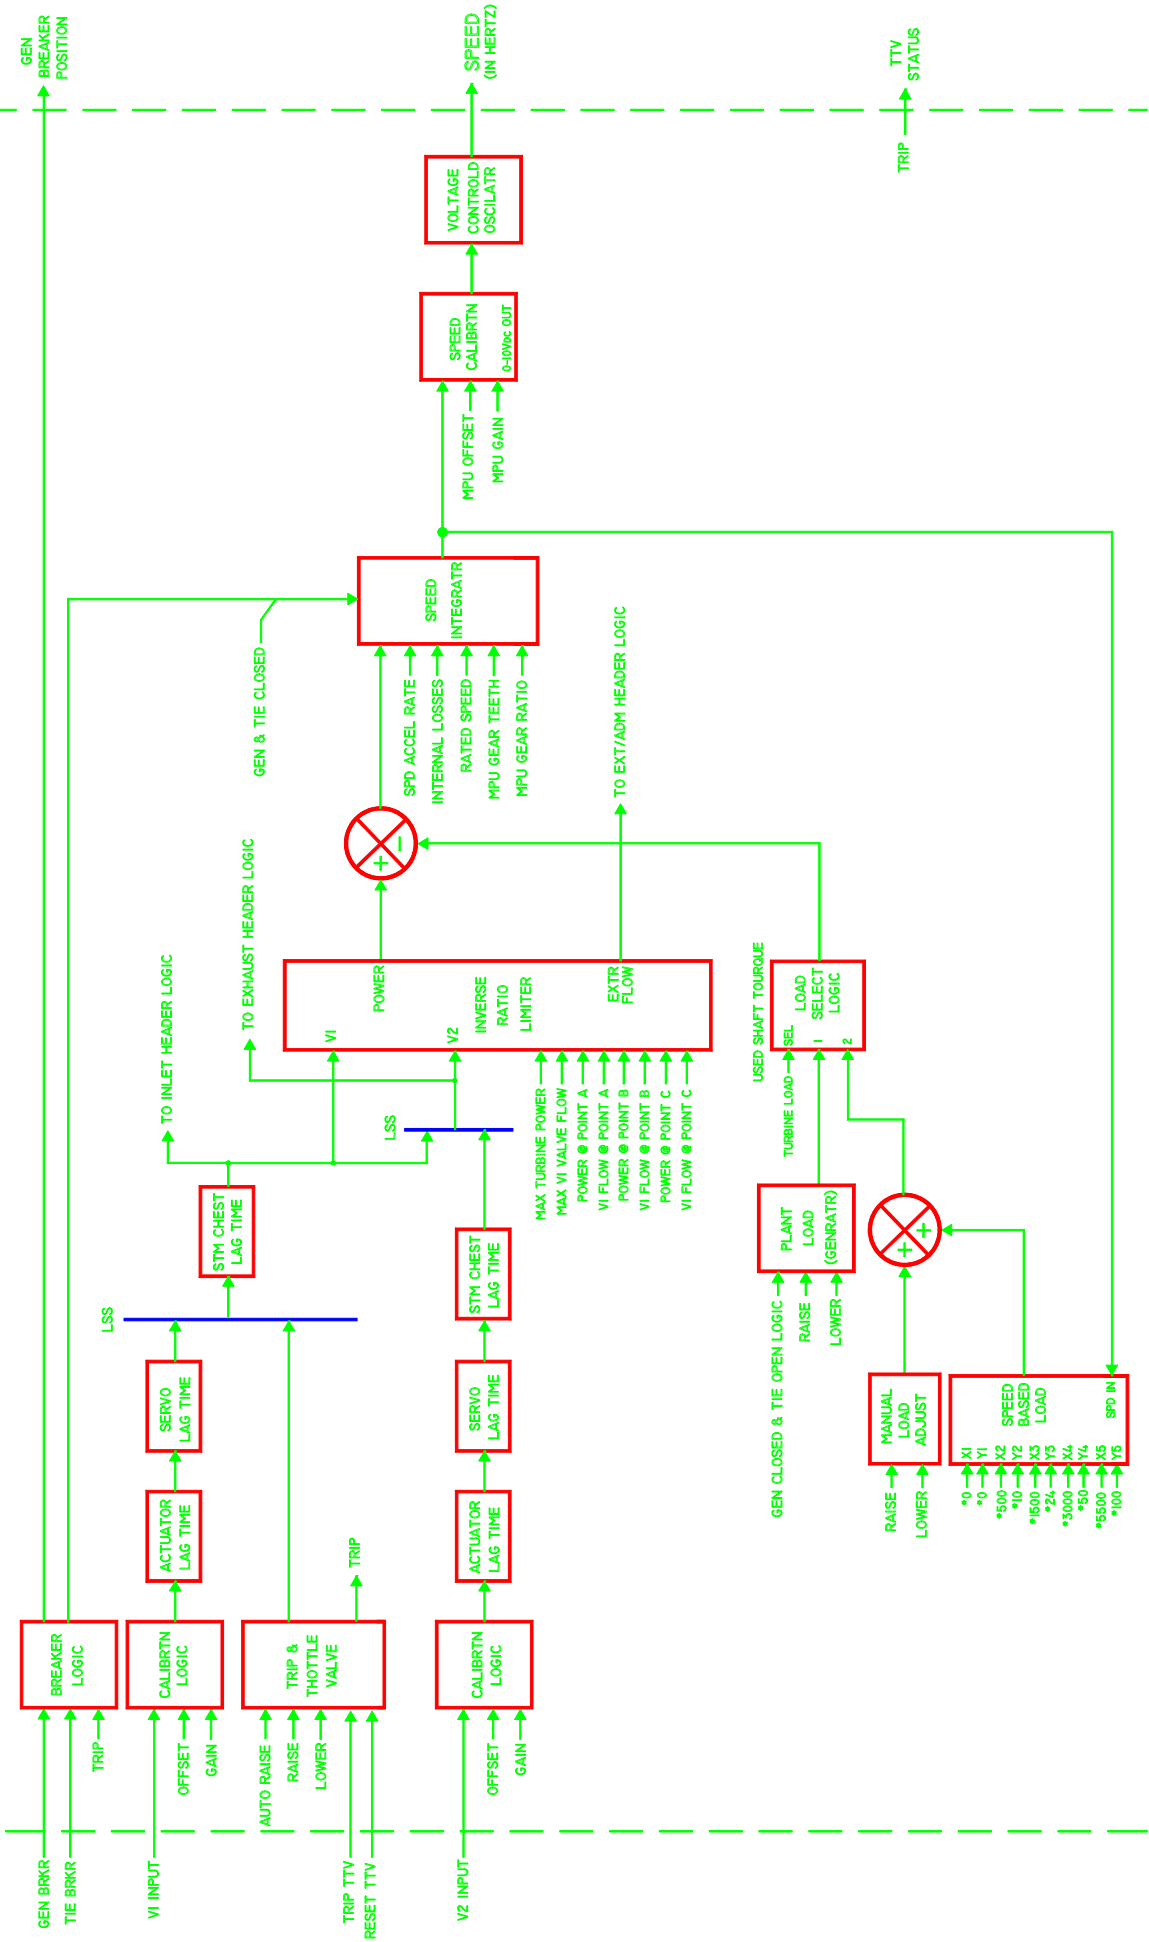 GEN BRKR
TIE BRKR
TRIP
BREAKER
LOGIC
GEN
BREAKER
POSITION
V1 INPUT
OFFSET
GAIN
CALIBRTN
LOGIC
ACTUATOR
LAG TIME
SERVO
LAG TIME
LSS
STM CHEST
LAG TIME
TO INLET HEADER LOGIC
TO EXHAUST HEADER LOGIC
GEN & TIE CLOSED
AUTO RAISE
RAISE
LOWER
TRIP TTV
RESET TTV
TRIP &
THOTTLE
VALVE
TRIP
V2 INPUT
OFFSET
GAIN
CALIBRTN
LOGIC
ACTUATOR
LAG TIME
SERVO
LAG TIME
STM CHEST
LAG TIME
LSS
V1
V2
POWER
INVERSE
RATIO
LIMITER
EXTR
FLOW
MAX TURBINE POWER
MAX V1 VALVE FLOW
POWER @ POINT A
V1 FLOW @ POINT A
POWER @ POINT B
V1 FLOW @ POINT B
POWER @ POINT C
V1 FLOW @ POINT C
+
−
TO EXT/ADM HEADER LOGIC
SPD ACCEL RATE
INTERNAL LOSSES
RATED SPEED
MPU GEAR TEETH
MPU GEAR RATIO
SPEED
INTEGRATR
MPU OFFSET
MPU GAIN
SPEED
CALIBRTN
0-10VDC OUT
VOLTAGE
CONTROLD
OSCILATR
SPEED
(IN HERTZ)
TRIP
TTV
STATUS
USED SHAFT TOURQUE
TURBINE LOAD
SEL
1
2
LOAD
SELECT
LOGIC
GEN CLOSED & TIE OPEN LOGIC
RAISE
LOWER
PLANT
LOAD
(GENRATR)
+
+
RAISE
LOWER
MANUAL
LOAD
ADJUST
*0 X1
*0 Y1
*500 X2
*10 Y2
*1500 X3
*24 Y3
*3000 X4
*50 Y4
*5500 X5
*100 Y5
SPEED
BASED
LOAD
SPD IN